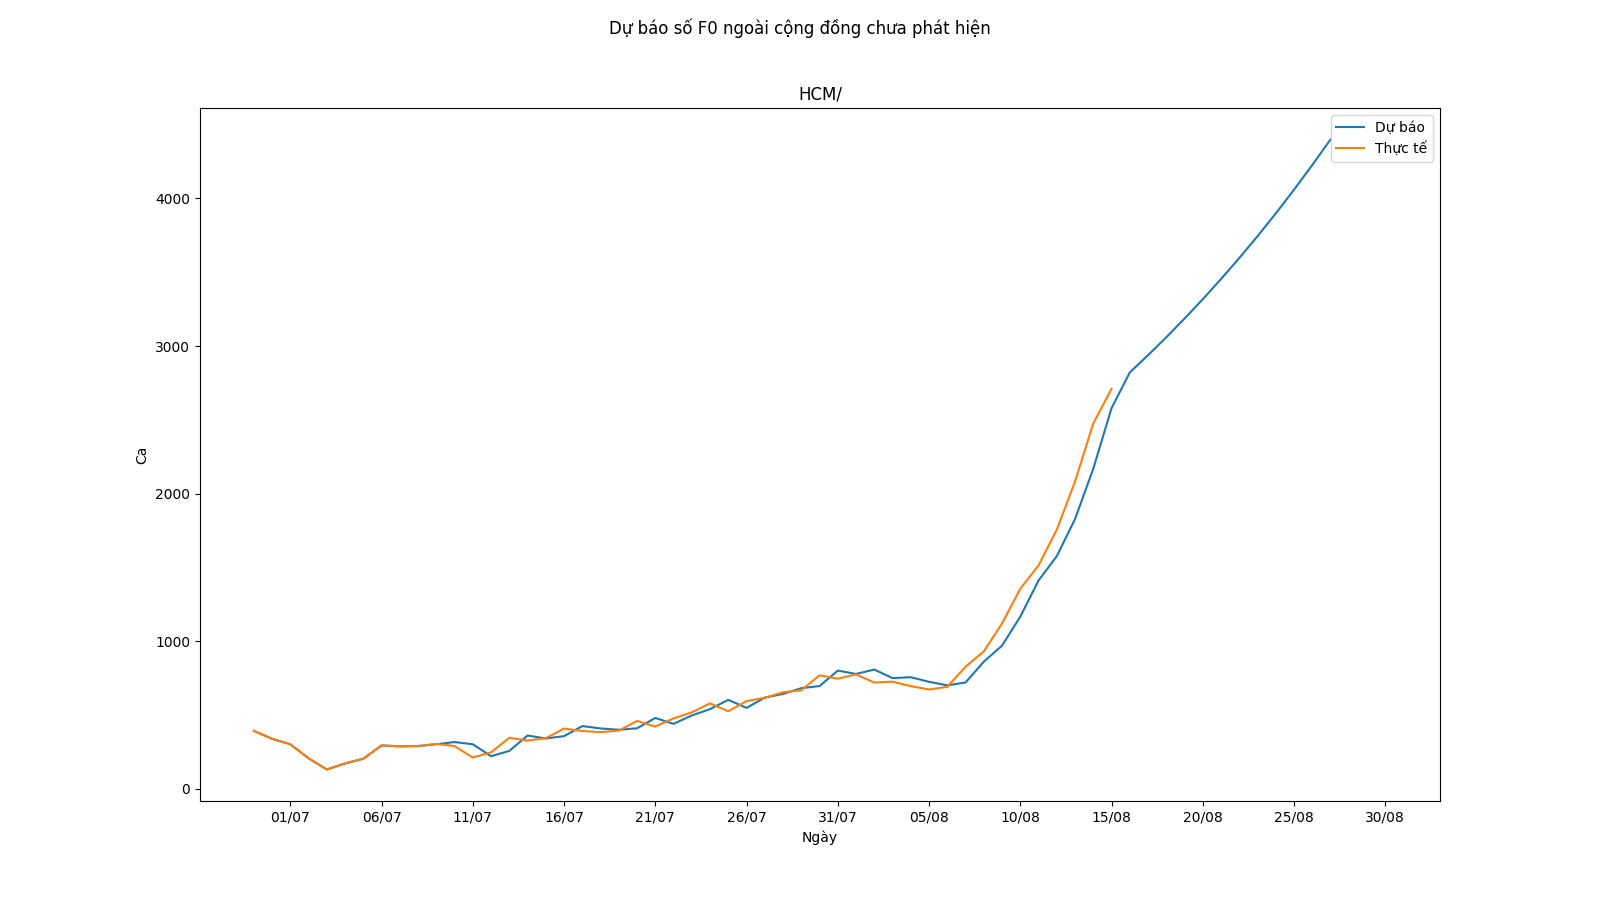 Dự báo số F0 ngoài cộng đồng chưa phát hiện
HCM/
Dự báo
Thực tế
4000
3000
2000
1000
0
Ca
01/07 06/07 11/07 16/07 21/07 26/07 31/07 05/08 10/08 15/08 20/08 25/08 30/08
Ngày